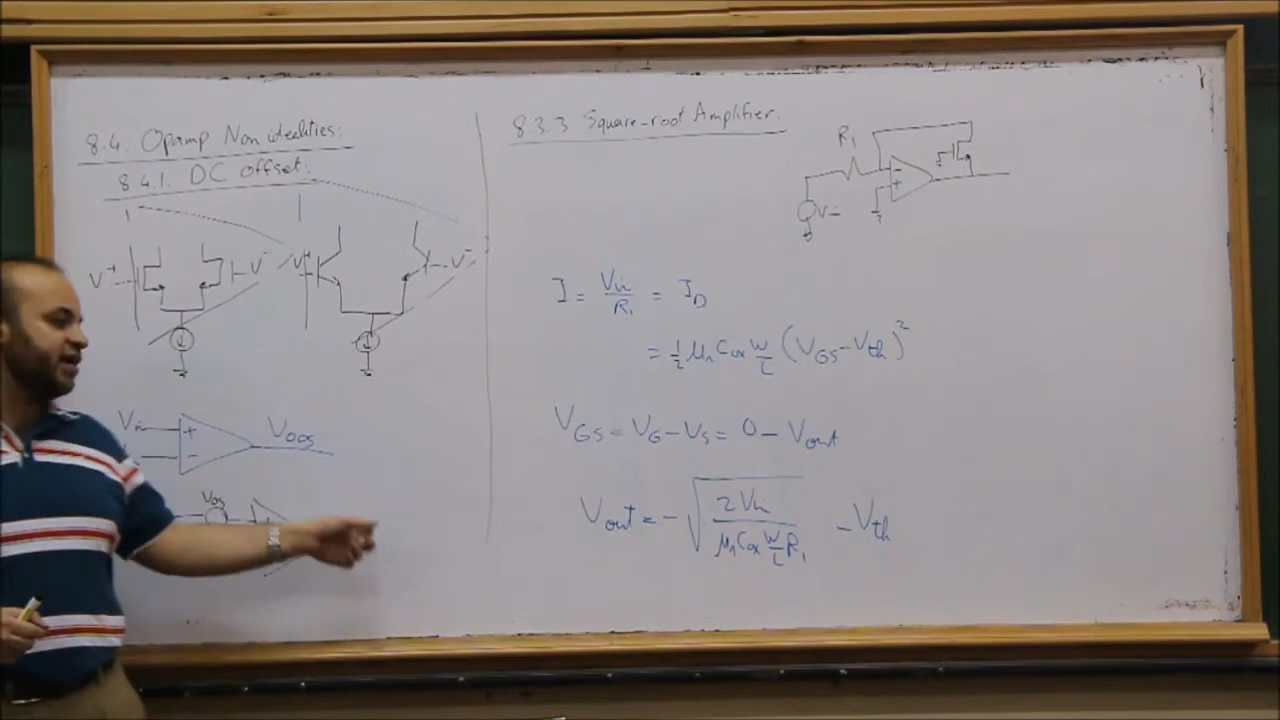 8.4. Opamp Non idealities:
8.4.1. DC offset:
V+ V- V+ V-
Vin VOOS
VOS
8.3.3 Square-root Amplifier.
R1
- +
Vin
I = Vin/R1 = ID
= 1/2 μn Cox W/L (VGS - Vth)²
VGS = VG - VS = 0 - Vout
Vout = - √(2Vin / μn Cox W/L R1) - Vth